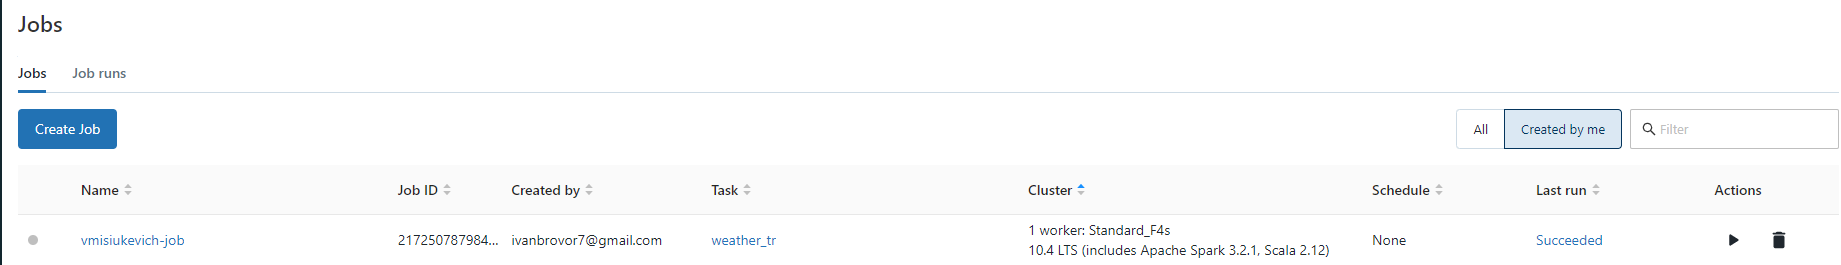 Jobs
Jobs Job runs
Create Job All Created by me Filter
Name Job ID Created by Task Cluster Schedule Last run Actions
vmisiukevich-job 217250787984... ivanbrovor7@gmail.com weather_tr 1 worker: Standard_F4s None Succeeded
10.4 LTS (includes Apache Spark 3.2.1, Scala 2.12)